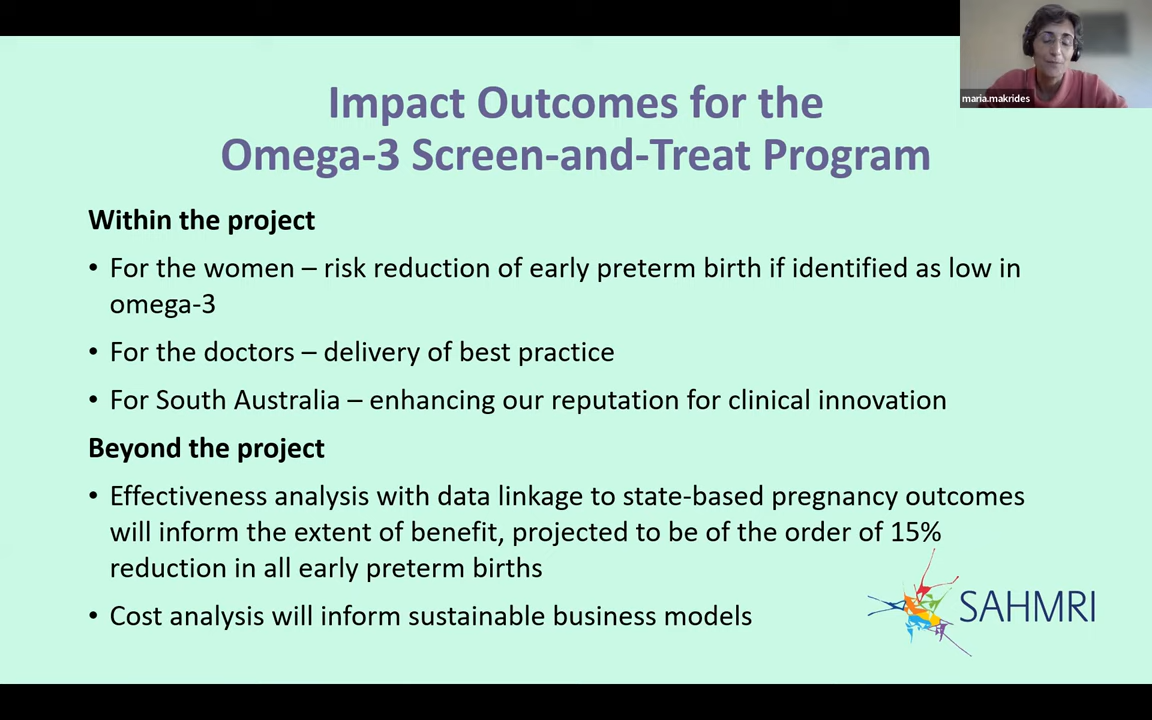 maria.makrides
Impact Outcomes for the
Omega-3 Screen-and-Treat Program
Within the project
• For the women – risk reduction of early preterm birth if identified as low in
omega-3
• For the doctors – delivery of best practice
• For South Australia – enhancing our reputation for clinical innovation
Beyond the project
• Effectiveness analysis with data linkage to state-based pregnancy outcomes
will inform the extent of benefit, projected to be of the order of 15%
reduction in all early preterm births
• Cost analysis will inform sustainable business models
SAHMRI